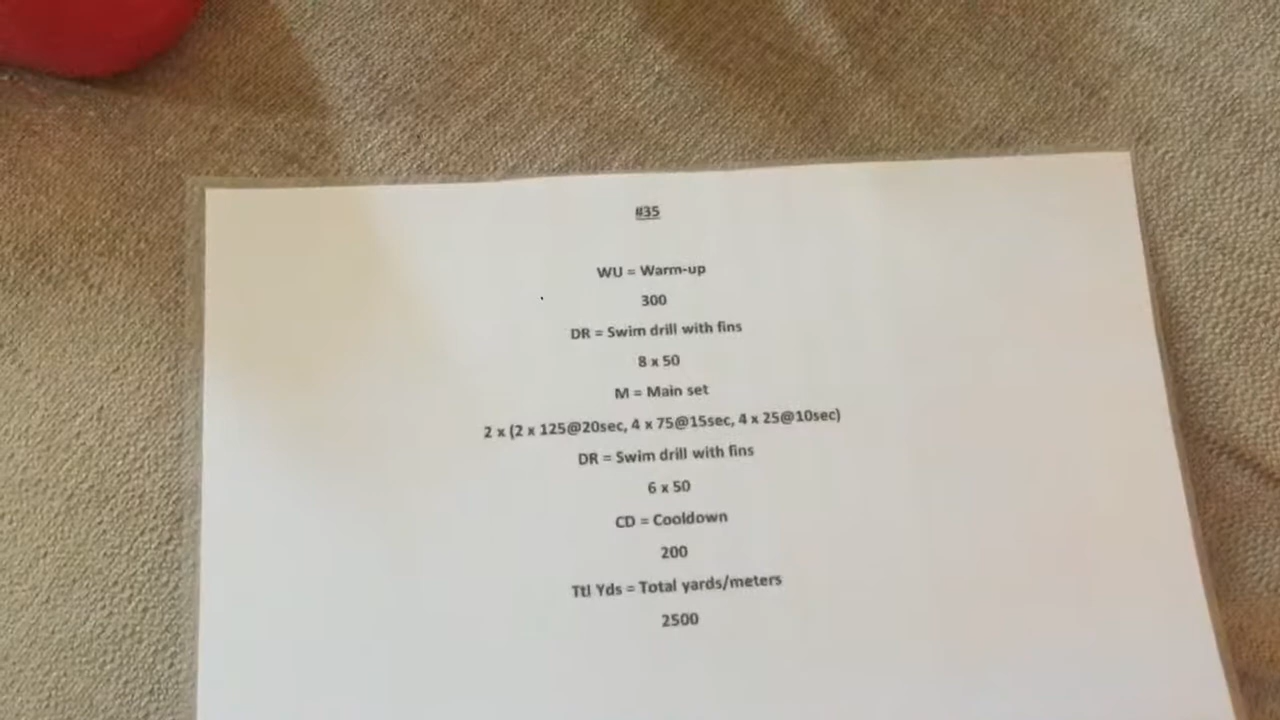 #35
WU = Warm-up
300
DR = Swim drill with fins
8 x 50
M = Main set
2 x (2 x 125@20sec, 4 x 75@15sec, 4 x 25@10sec)
DR = Swim drill with fins
6 x 50
CD = Cooldown
200
Ttl Yds = Total yards/meters
2500